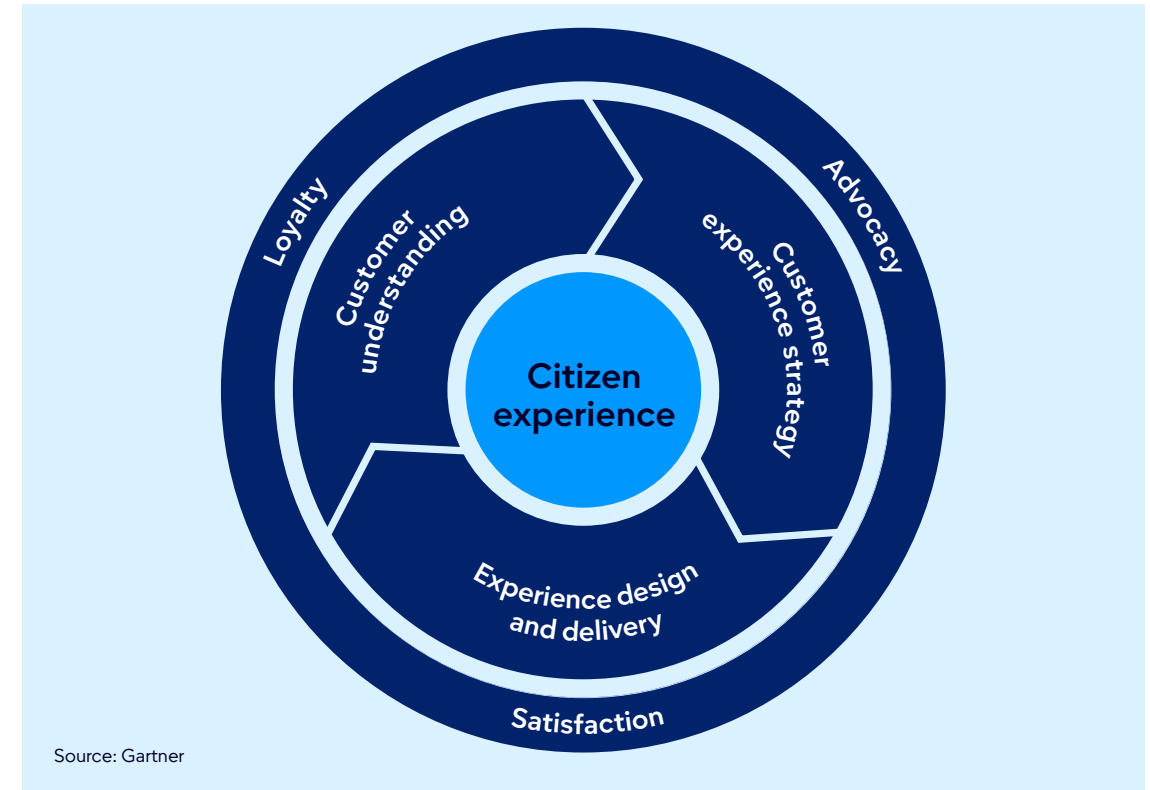 Loyalty
Advocacy
Customer
understanding
Customer
experience strategy
Citizen
experience
Experience design
and delivery
Satisfaction
Source: Gartner